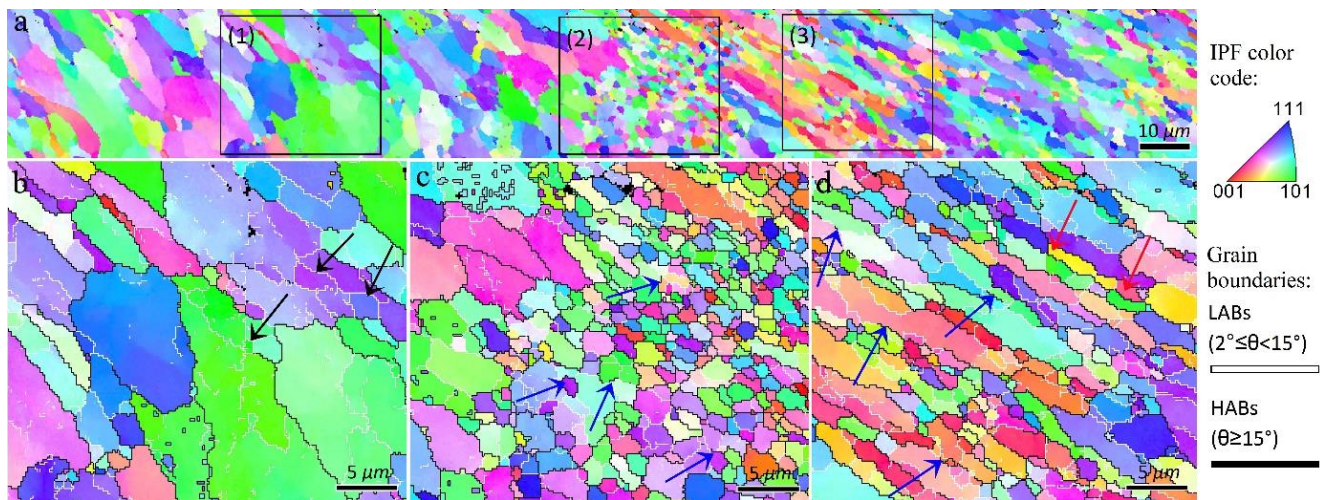 a
(1)
(2)
(3)
10 µm
b
5 µm
c
5 µm
d
5 µm
IPF color
code:
111
001
101
Grain
boundaries:
LABs
(2°≤θ<15°)
HABs
(θ≥15°)